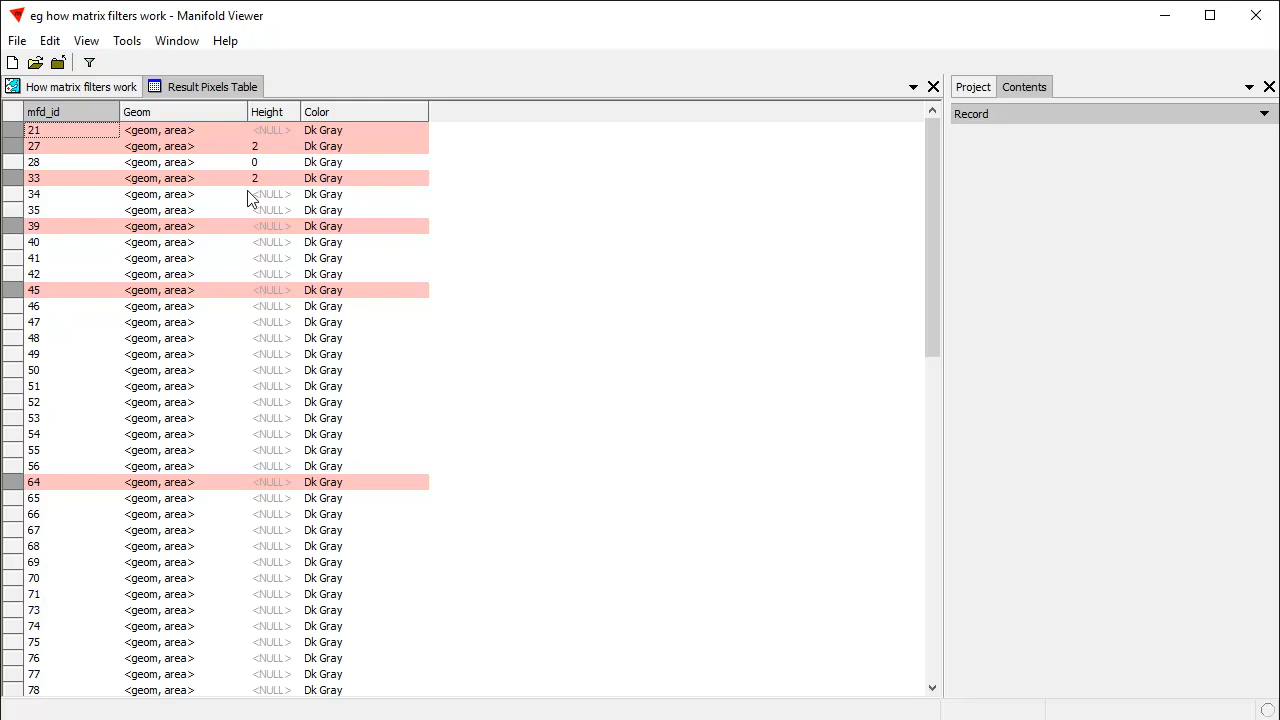 eg how matrix filters work - Manifold Viewer
File Edit View Tools Window Help
How matrix filters work Result Pixels Table Project Contents
Record
mfd_id Geom Height Color
21 <geom, area> <NULL> Dk Gray
27 <geom, area> 2 Dk Gray
28 <geom, area> 0 Dk Gray
33 <geom, area> 2 Dk Gray
34 <geom, area> <NULL> Dk Gray
35 <geom, area> <NULL> Dk Gray
39 <geom, area> <NULL> Dk Gray
40 <geom, area> <NULL> Dk Gray
41 <geom, area> <NULL> Dk Gray
42 <geom, area> <NULL> Dk Gray
45 <geom, area> <NULL> Dk Gray
46 <geom, area> <NULL> Dk Gray
47 <geom, area> <NULL> Dk Gray
48 <geom, area> <NULL> Dk Gray
49 <geom, area> <NULL> Dk Gray
50 <geom, area> <NULL> Dk Gray
51 <geom, area> <NULL> Dk Gray
52 <geom, area> <NULL> Dk Gray
53 <geom, area> <NULL> Dk Gray
54 <geom, area> <NULL> Dk Gray
55 <geom, area> <NULL> Dk Gray
56 <geom, area> <NULL> Dk Gray
64 <geom, area> <NULL> Dk Gray
65 <geom, area> <NULL> Dk Gray
66 <geom, area> <NULL> Dk Gray
67 <geom, area> <NULL> Dk Gray
68 <geom, area> <NULL> Dk Gray
69 <geom, area> <NULL> Dk Gray
70 <geom, area> <NULL> Dk Gray
71 <geom, area> <NULL> Dk Gray
73 <geom, area> <NULL> Dk Gray
74 <geom, area> <NULL> Dk Gray
75 <geom, area> <NULL> Dk Gray
76 <geom, area> <NULL> Dk Gray
77 <geom, area> <NULL> Dk Gray
78 <geom, area> <NULL> Dk Gray